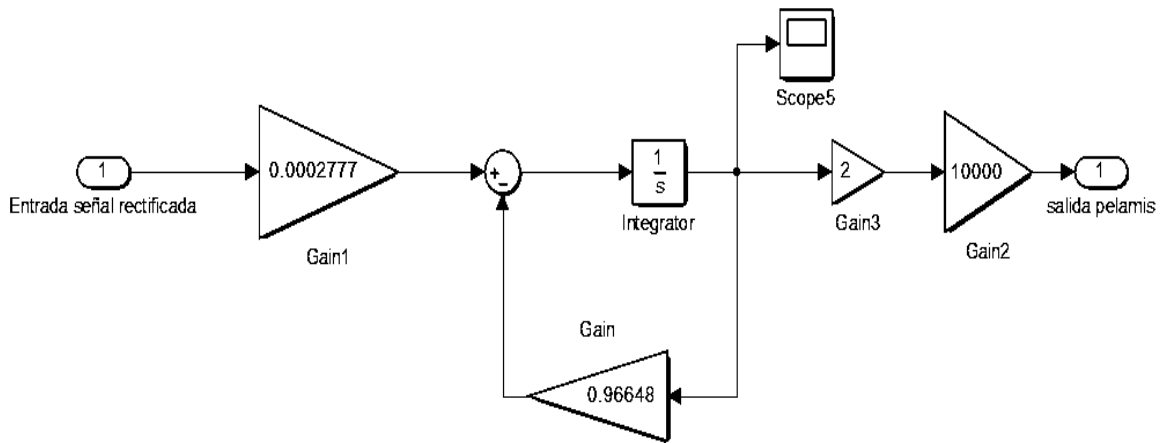 Scope5
1
Entrada señal rectificada
0.0002777
Gain1
+
-
1
s
Integrator
2
Gain3
10000
Gain2
1
salida pelamis
Gain
0.96648